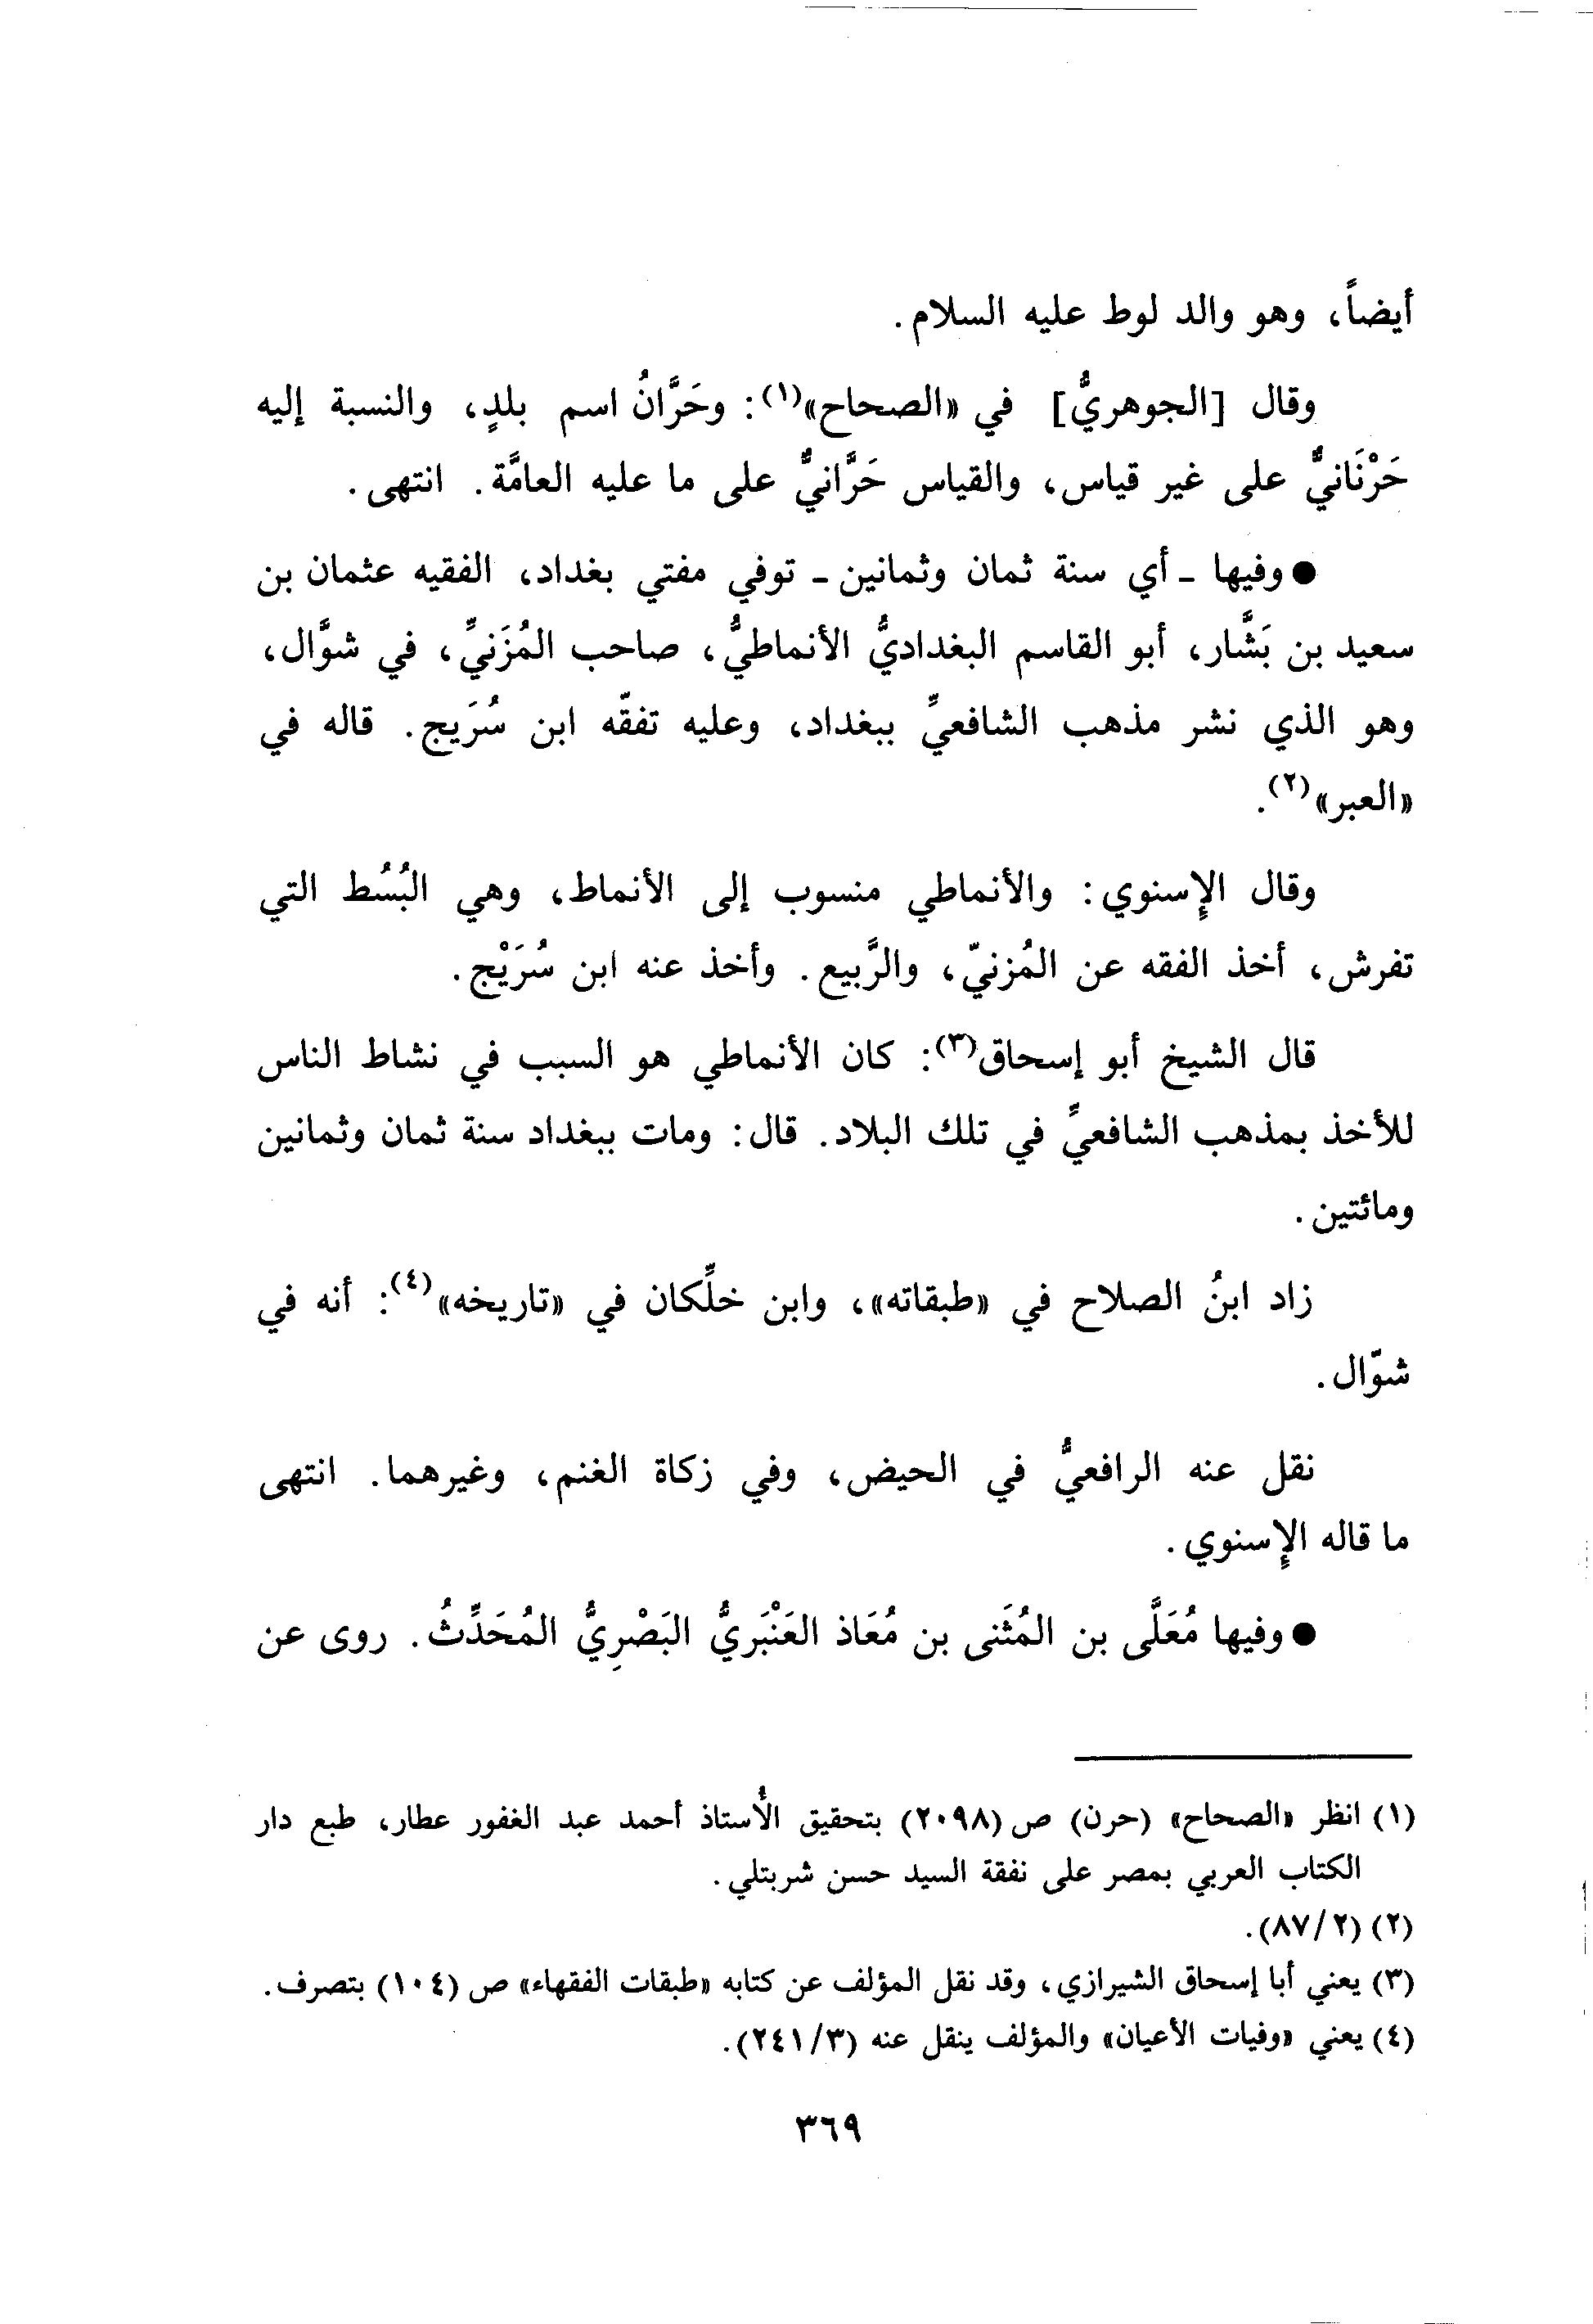 أيضاً، وهو والد لوط عليه السلام.
وقال [الجوهريُّ] في «الصحاح»(١): وحَرَّانُ اسم بلدٍ، والنسبة إليه
حَرْنَانيٌّ على غير قياس، والقياس حَرَّانيٌّ على ما عليه العامَّة. انتهى.
● وفيها ـ أي سنة ثمان وثمانين ـ توفي مفتي بغداد، الفقيه عثمان بن
سعيد بن بَشَّار، أبو القاسم البغداديُّ الأنماطيُّ، صاحب المُزَنيِّ، في شوَّال،
وهو الذي نشر مذهب الشافعيِّ ببغداد، وعليه تفقّه ابن سُرَيج. قاله في
«العبر»(٢).
وقال الإِسنوي: والأنماطي منسوب إلى الأنماط، وهي البُسُط التي
تفرش، أخذ الفقه عن المُزنيّ، والرَّبيع. وأخذ عنه ابن سُرَيْج.
قال الشيخ أبو إسحاق(٣): كان الأنماطي هو السبب في نشاط الناس
للأخذ بمذهب الشافعيِّ في تلك البلاد. قال: ومات ببغداد سنة ثمان وثمانين
ومائتين.
زاد ابنُ الصلاح في «طبقاته»، وابن خلِّكان في «تاريخه»(٤): أنه في
شوّال.
نقل عنه الرافعيُّ في الحيض، وفي زكاة الغنم، وغيرهما. انتهى
ما قاله الإِسنوي.
● وفيها مُعَلَّى بن المُثَنى بن مُعَاذ العَنْبَريُّ البَصْرِيُّ المُحَدِّثُ. روى عن
(١) انظر «الصحاح» (حرن) ص (٢٠٩٨) بتحقيق الأُستاذ أحمد عبد الغفور عطار، طبع دار
الكتاب العربي بمصر على نفقة السيد حسن شربتلي.
(٢) (٨٧/٢).
(٣) يعني أبا إسحاق الشيرازي، وقد نقل المؤلف عن كتابه «طبقات الفقهاء» ص (١٠٤) بتصرف.
(٤) يعني «وفيات الأعيان» والمؤلف ينقل عنه (٢٤١/٣).
٣٦٩